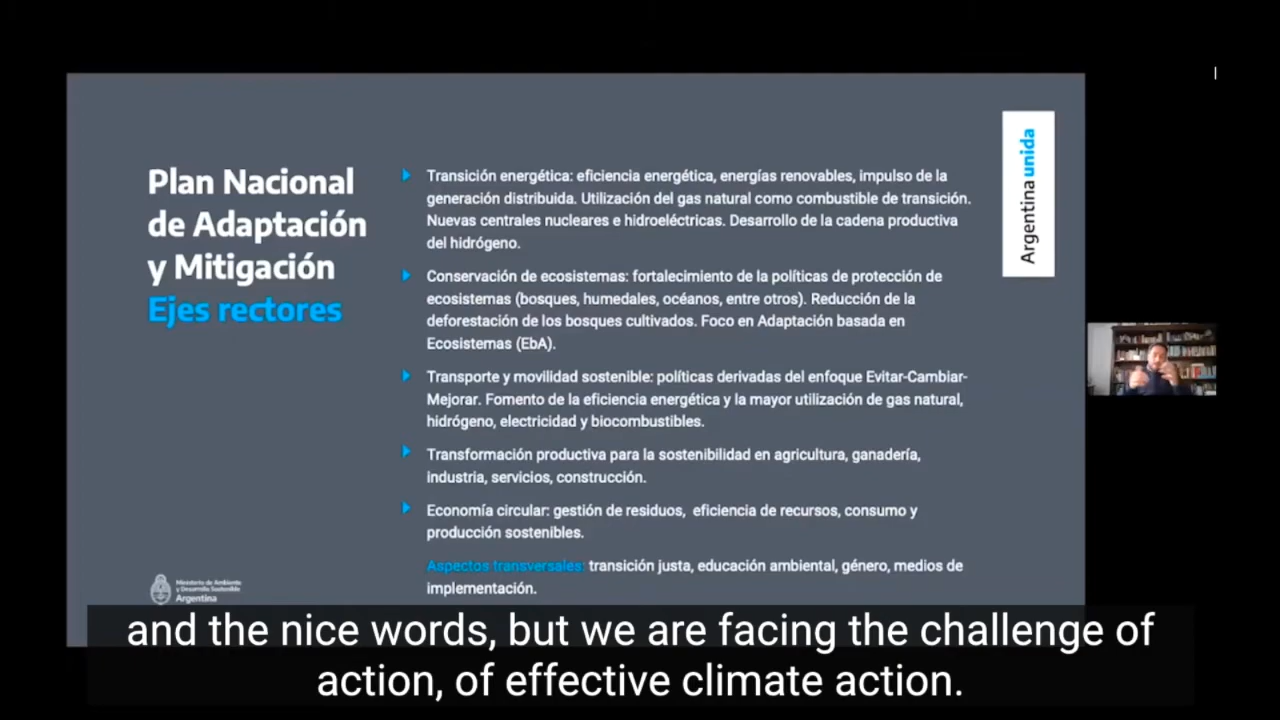 Plan Nacional
de Adaptación
y Mitigación
Ejes rectores
Transición energética: eficiencia energética, energías renovables, impulso de la
generación distribuida. Utilización del gas natural como combustible de transición.
Nuevas centrales nucleares e hidroeléctricas. Desarrollo de la cadena productiva
del hidrógeno.
Conservación de ecosistemas: fortalecimiento de la políticas de protección de
ecosistemas (bosques, humedales, océanos, entre otros). Reducción de la
deforestación de los bosques cultivados. Foco en Adaptación basada en
Ecosistemas (EbA).
Transporte y movilidad sostenible: políticas derivadas del enfoque Evitar-Cambiar-
Mejorar. Fomento de la eficiencia energética y la mayor utilización de gas natural,
hidrógeno, electricidad y biocombustibles.
Transformación productiva para la sostenibilidad en agricultura, ganadería,
industria, servicios, construcción.
Economía circular: gestión de residuos, eficiencia de recursos, consumo y
producción sostenibles.
Aspectos transversales: transición justa, educación ambiental, género, medios de
implementación.
Argentina unida
Ministerio de Ambiente
y Desarrollo Sostenible
Argentina
and the nice words, but we are facing the challenge of
action, of effective climate action.